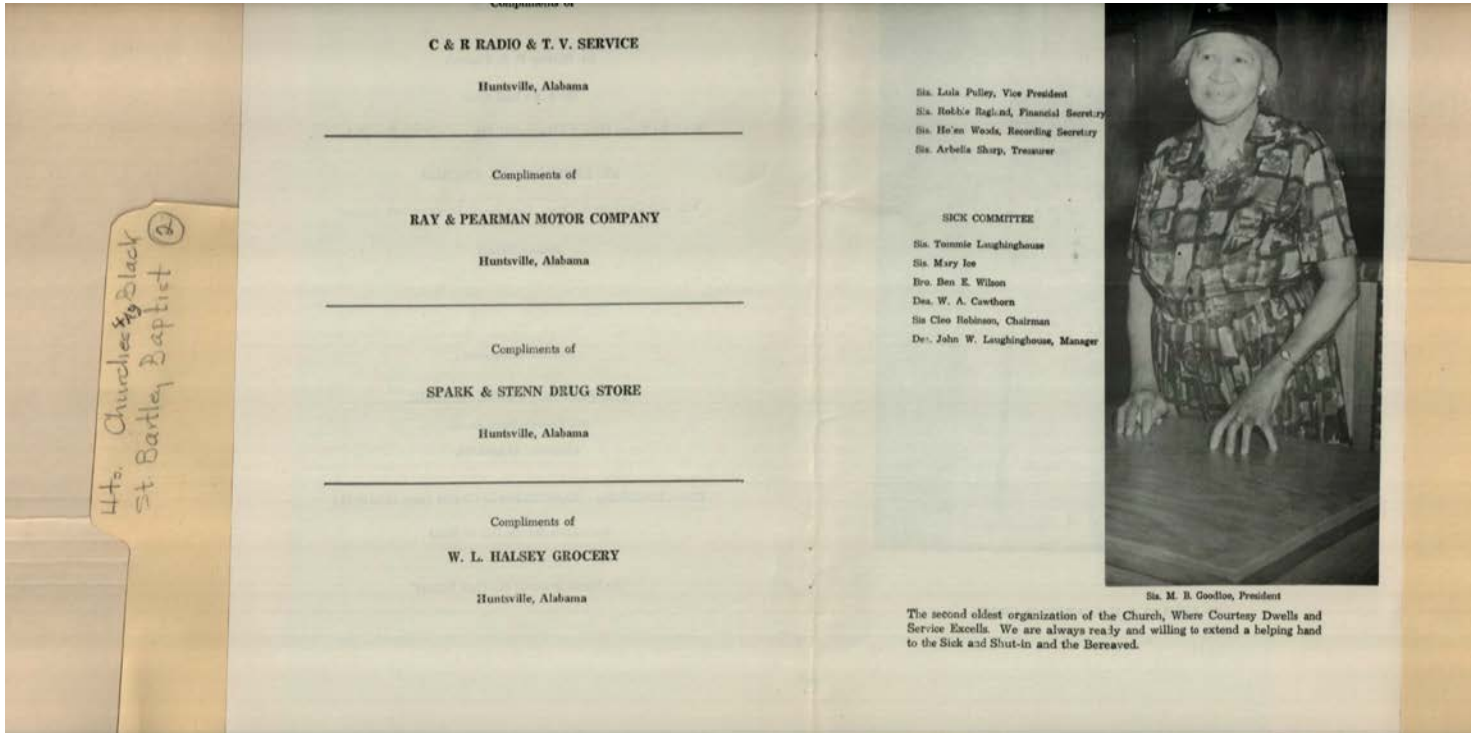 Compliments of
C & R RADIO & T. V. SERVICE
Huntsville, Alabama
Compliments of
RAY & PEARMAN MOTOR COMPANY
Huntsville, Alabama
Compliments of
SPARK & STENN DRUG STORE
Huntsville, Alabama
Compliments of
W. L. HALSEY GROCERY
Huntsville, Alabama
Sis. Lula Pulley, Vice President
Sis. Robbie Ragland, Financial Secretary
Sis. Helen Woods, Recording Secretary
Sis. Arbella Sharp, Treasurer
SICK COMMITTEE
Sis. Tommie Laughinghouse
Sis. Mary Ice
Bro. Ben E. Wilson
Dea. W. A. Cawthorn
Sis Cleo Robinson, Chairman
Dea. John W. Laughinghouse, Manager
Sis. M. B. Goodloe, President
The second oldest organization of the Church, Where Courtesy Dwells and
Service Excells. We are always ready and willing to extend a helping hand
to the Sick and Shut-in and the Bereaved.
Churches Black
St. Bartley Baptist 2